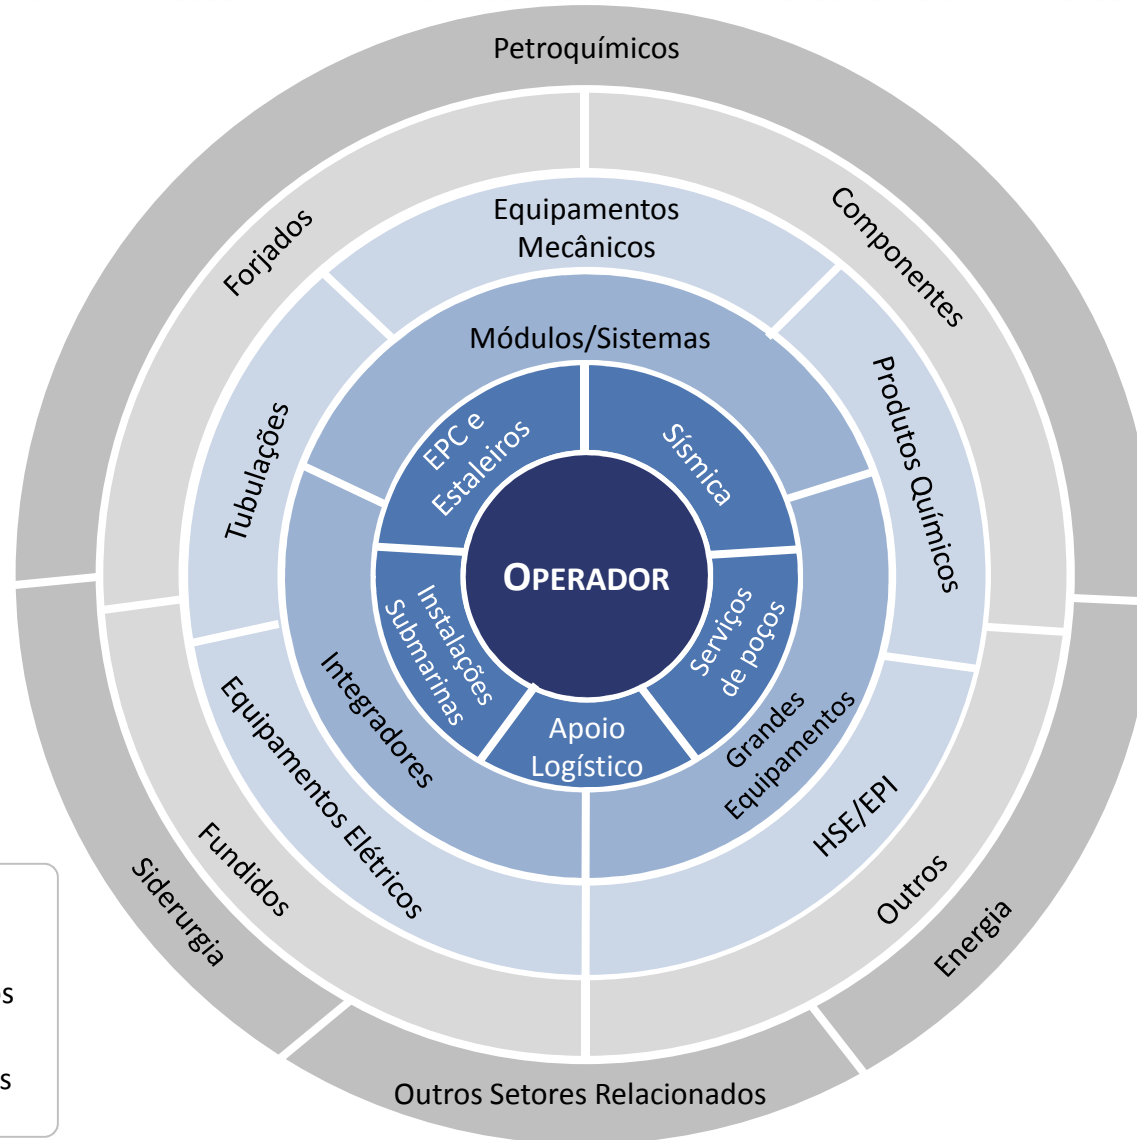 Petroquímicos
Forjados
Componentes
Equipamentos
Mecânicos
Módulos/Sistemas
Tubulações
Produtos Químicos
EPC e
Estaleiros
Sísmica
OPERADOR
Instalações
Submarinas
Serviços
de poços
Apoio
Logístico
Integradores
Grandes
Equipamentos
Equipamentos Elétricos
HSE/EPI
Fundidos
Outros
Siderurgia
Energia
Outros Setores Relacionados